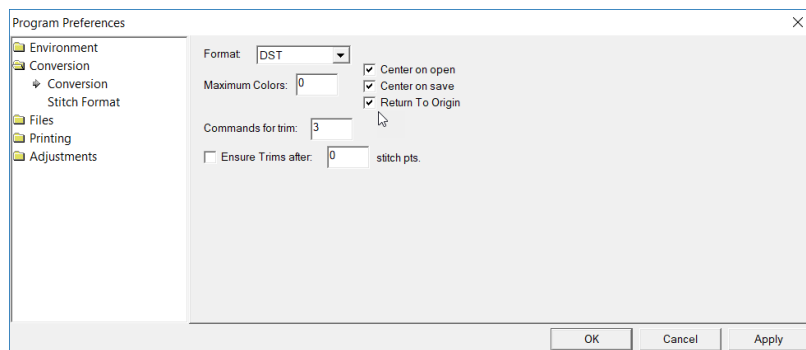 Program Preferences
Environment
Conversion
Conversion
Stitch Format
Files
Printing
Adjustments
Format: DST
Maximum Colors: 0
Center on open
Center on save
Return To Origin
Commands for trim: 3
Ensure Trims after: 0 stitch pts.
OK Cancel Apply